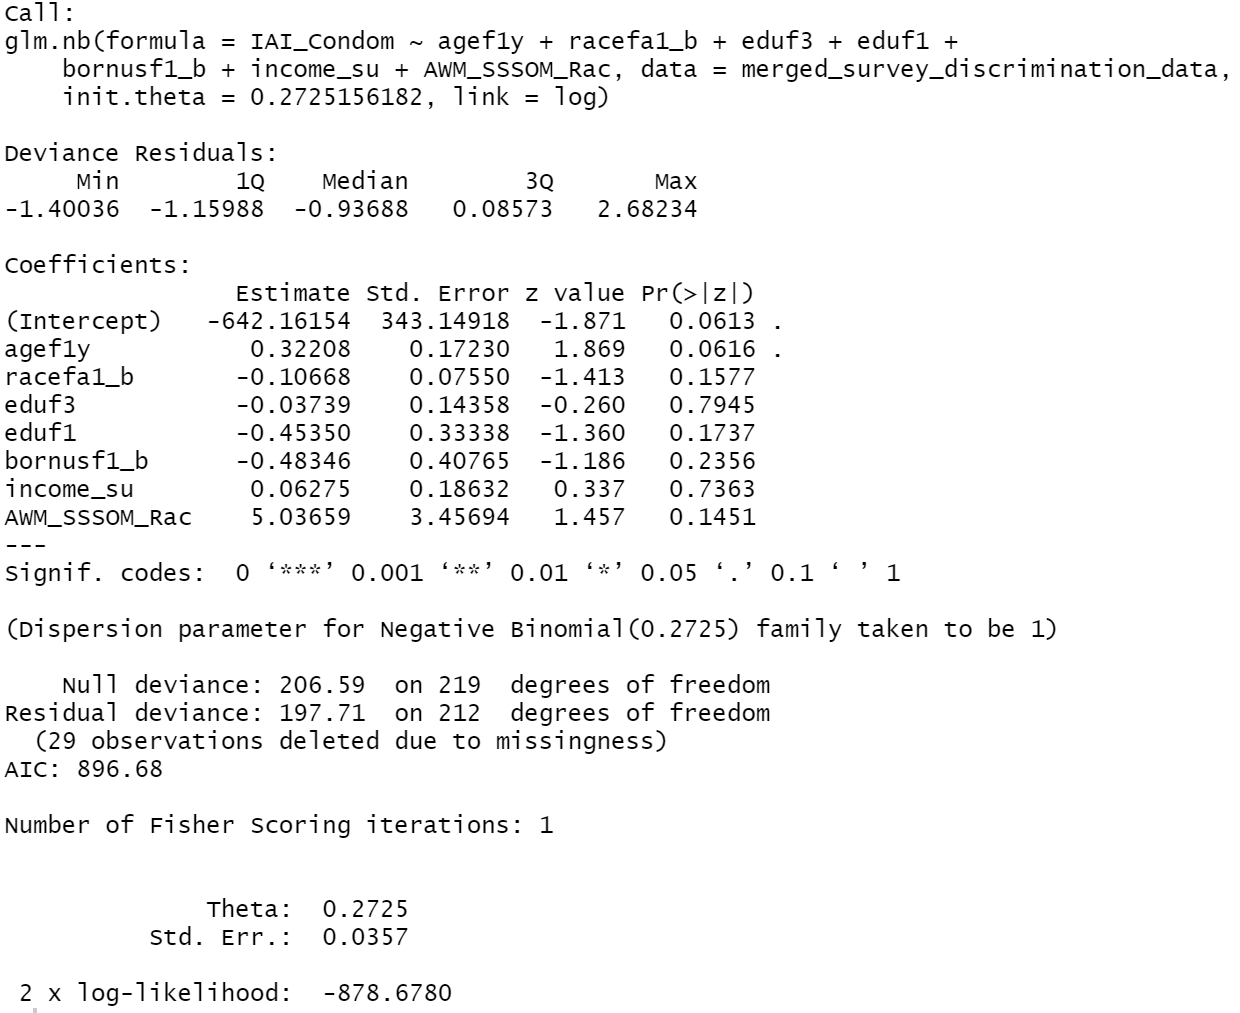 Call:
glm.nb(formula = IAI_Condom ~ agef1y + racefa1_b + eduf3 + eduf1 +
    bornusf1_b + income_su + AWM_SSSOM_Rac, data = merged_survey_discrimination_data,
    init.theta = 0.2725156182, link = log)

Deviance Residuals:
     Min        1Q    Median        3Q       Max
-1.40036  -1.15988  -0.93688   0.08573   2.68234

Coefficients:
                Estimate Std. Error z value Pr(>|z|)
(Intercept)   -642.16154  343.14918  -1.871   0.0613 .
agef1y           0.32208    0.17230   1.869   0.0616 .
racefa1_b       -0.10668    0.07550  -1.413   0.1577
eduf3           -0.03739    0.14358  -0.260   0.7945
eduf1           -0.45350    0.33338  -1.360   0.1737
bornusf1_b      -0.48346    0.40765  -1.186   0.2356
income_su        0.06275    0.18632   0.337   0.7363
AWM_SSSOM_Rac    5.03659    3.45694   1.457   0.1451
---
Signif. codes:  0 ‘***’ 0.001 ‘**’ 0.01 ‘*’ 0.05 ‘.’ 0.1 ‘ ’ 1

(Dispersion parameter for Negative Binomial(0.2725) family taken to be 1)

    Null deviance: 206.59  on 219  degrees of freedom
Residual deviance: 197.71  on 212  degrees of freedom
  (29 observations deleted due to missingness)
AIC: 896.68

Number of Fisher Scoring iterations: 1

              Theta:  0.2725
          Std. Err.:  0.0357

 2 x log-likelihood:  -878.6780